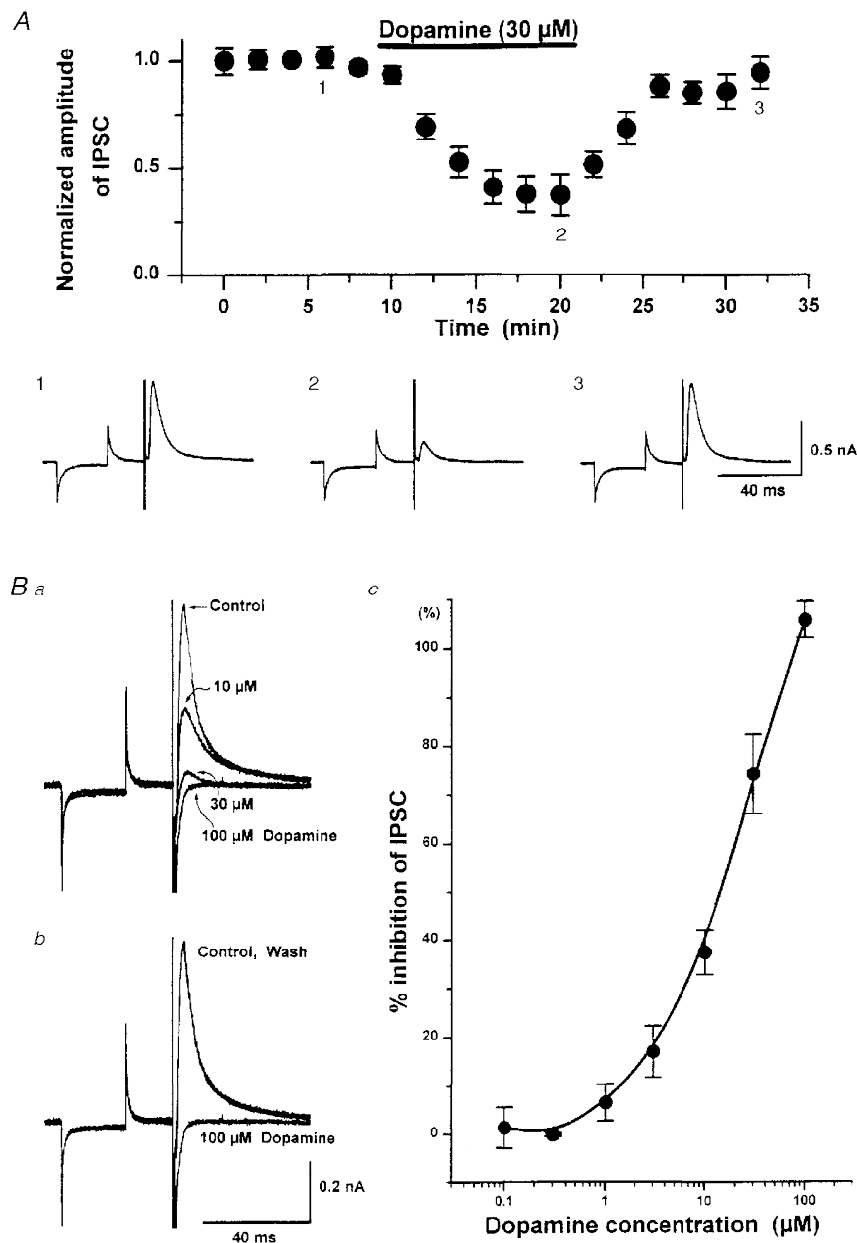 A
Dopamine (30 µM)
Normalized amplitude
of IPSC
1.0
0.5
0.0
1
2
3
0 5 10 15 20 25 30 35
Time (min)
1
2
3
0.5 nA
40 ms
B a
Control
10 µM
30 µM
100 µM Dopamine
b
Control, Wash
100 µM Dopamine
0.2 nA
40 ms
c
(%)
% inhibition of IPSC
100
80
60
40
20
0
0.1 1 10 100
Dopamine concentration (µM)